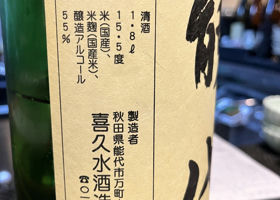 清酒
1.8ℓ
15.5度
米(国産)、
米麹(国産米)、
醸造アルコール
55%
製造者
秋田県能代市万町
喜久水酒造